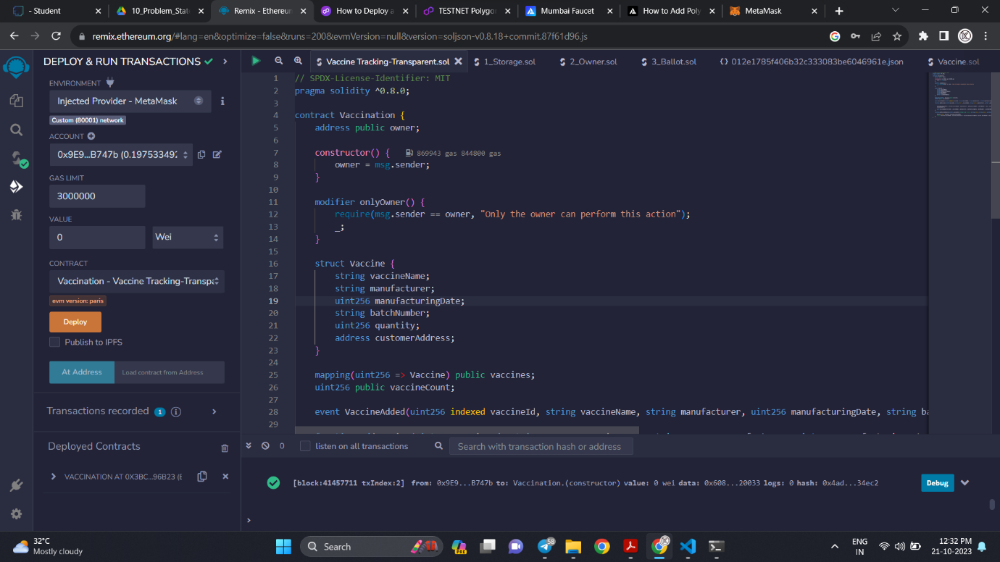 - Student
10_Problem_State
Remix - Ethereum
How to Deploy a
TESTNET Polygon
Mumbai Faucet
How to Add Poly
MetaMask
remix.ethereum.org/#lang=en&optimize=false&runs=200&evmVersion=null&version=soljson-v0.8.18+commit.87f61d96.js
DEPLOY & RUN TRANSACTIONS
ENVIRONMENT
Injected Provider - MetaMask
Custom (80001) network
ACCOUNT
0x9E9...B747b (0.197533492
GAS LIMIT
3000000
VALUE
0
Wei
CONTRACT
Vaccination - Vaccine Tracking-Transpa
evm version: paris
Deploy
Publish to IPFS
At Address
Load contract from Address
Transactions recorded 1 i
Deployed Contracts
VACCINATION AT 0X3BC...96B23 (B
Vaccine Tracking-Transparent.sol
1_Storage.sol
2_Owner.sol
3_Ballot.sol
012e1785f406b32c333083be6046961e.json
Vaccine.sol
1 // SPDX-License-Identifier: MIT
2 pragma solidity ^0.8.0;
3
4 contract Vaccination {
5 address public owner;
6
7 constructor() { 869943 gas 844800 gas
8 owner = msg.sender;
9 }
10
11 modifier onlyOwner() {
12 require(msg.sender == owner, "Only the owner can perform this action");
13 _;
14 }
15
16 struct Vaccine {
17 string vaccineName;
18 string manufacturer;
19 uint256 manufacturingDate;
20 string batchNumber;
21 uint256 quantity;
22 address customerAddress;
23 }
24
25 mapping(uint256 => Vaccine) public vaccines;
26 uint256 public vaccineCount;
27
28 event VaccineAdded(uint256 indexed vaccineId, string vaccineName, string manufacturer, uint256 manufacturingDate, string ba
29
0
listen on all transactions
Search with transaction hash or address
[block:41457711 txIndex:2] from: 0x9E9...B747b to: Vaccination.(constructor) value: 0 wei data: 0x608...20033 logs: 0 hash: 0x4ad...34ec2
Debug
>
32°C
Mostly cloudy
Search
PRE
58
ENG
IN
12:32 PM
21-10-2023